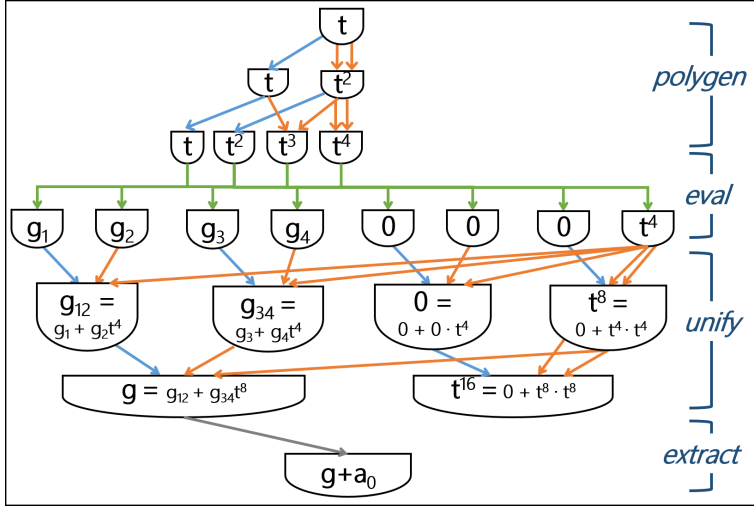 t
polygen
t t²
t t² t³ t⁴
eval
g₁ g₂ g₃ g₄ 0 0 0 t⁴
g₁₂ = g₃₄ = 0 = t⁸ =
g₁ + g₂t⁴ g₃ + g₄t⁴ 0 + 0 · t⁴ 0 + t⁴ · t⁴
unify
g = g₁₂ + g₃₄t⁸ t¹⁶ = 0 + t⁸ · t⁸
extract
g+a₀